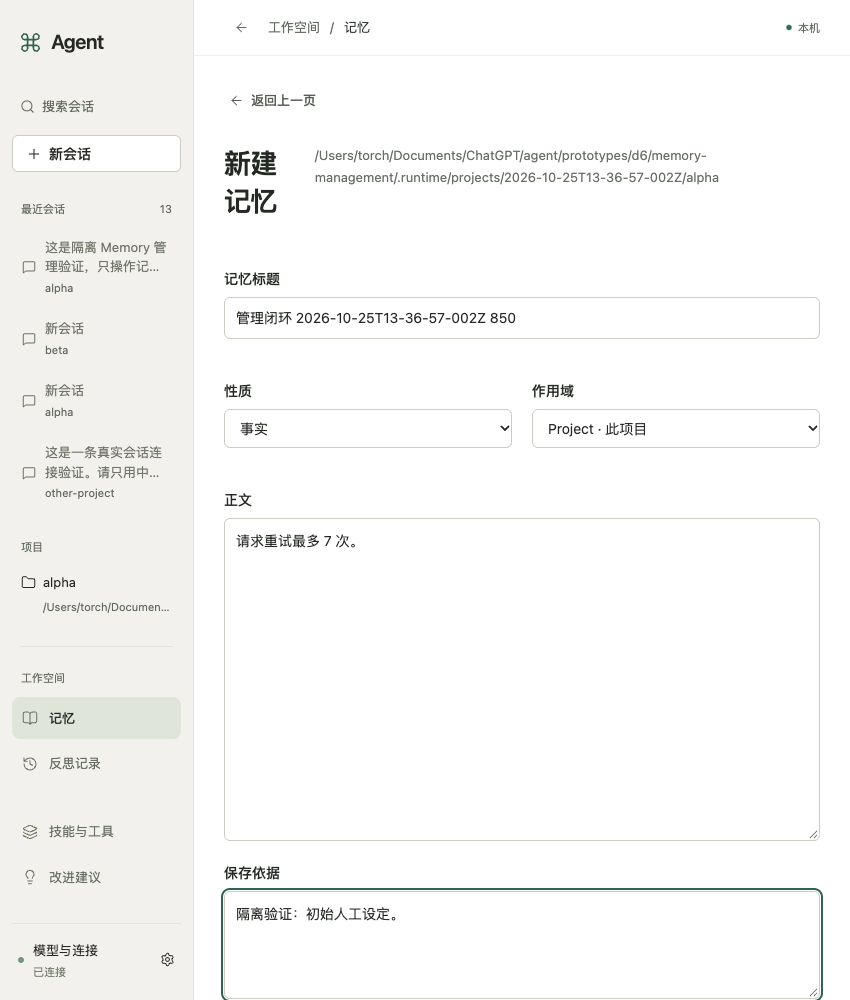 Agent
搜索会话
新会话
最近会话 13
这是隔离 Memory 管
理验证，只操作记...
alpha
新会话
beta
新会话
alpha
这是一条真实会话连
接验证。请只用中...
other-project
项目
alpha
/Users/torch/Documen...
工作空间
记忆
反思记录
技能与工具
改进建议
模型与连接
已连接
工作空间 / 记忆
本机
返回上一页
新建
记忆
/Users/torch/Documents/ChatGPT/agent/prototypes/d6/memory-
management/.runtime/projects/2026-10-25T13-36-57-002Z/alpha
记忆标题
管理闭环 2026-10-25T13-36-57-002Z 850
性质 作用域
事实 Project · 此项目
正文
请求重试最多 7 次。
保存依据
隔离验证：初始人工设定。